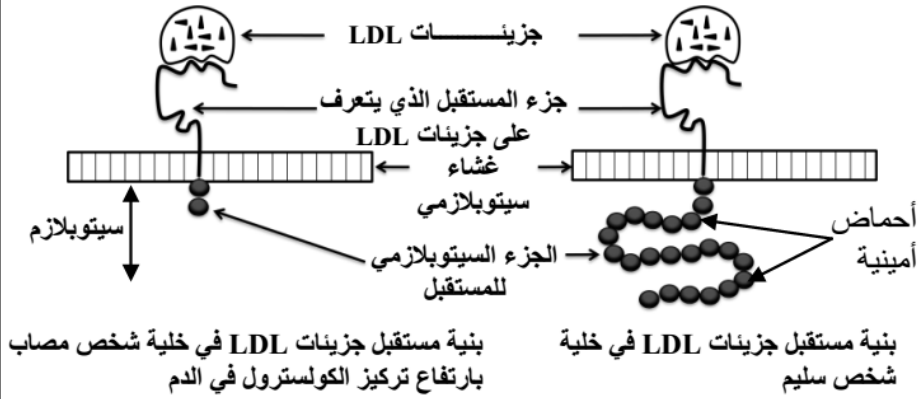 جزيئات LDL
جزء المستقبل الذي يتعرف
على جزيئات LDL
غشاء
سيتوبلازمي
سيتوبلازم
أحماض
أمينية
الجزء السيتوبلازمي
للمستقبل
بنية مستقبل جزيئات LDL في خلية
شخص سليم
بنية مستقبل جزيئات LDL في خلية شخص مصاب
بارتفاع تركيز الكولسترول في الدم